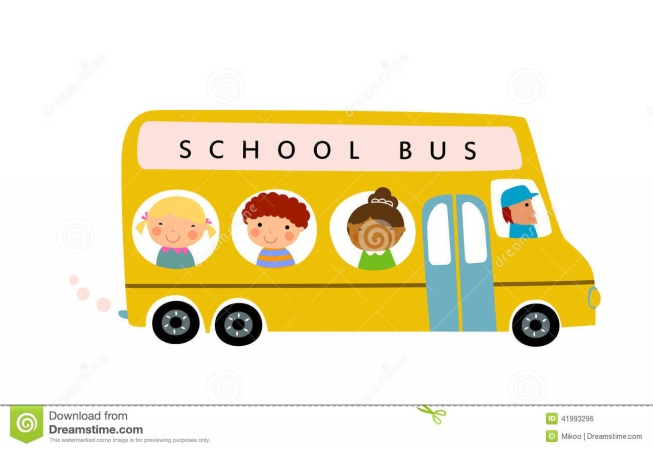 SCHOOL BUS
Download from
Dreamstime.com
This watermarked comp image is for previewing purposes only.
ID 41993296
© Mikoo | Dreamstime.com